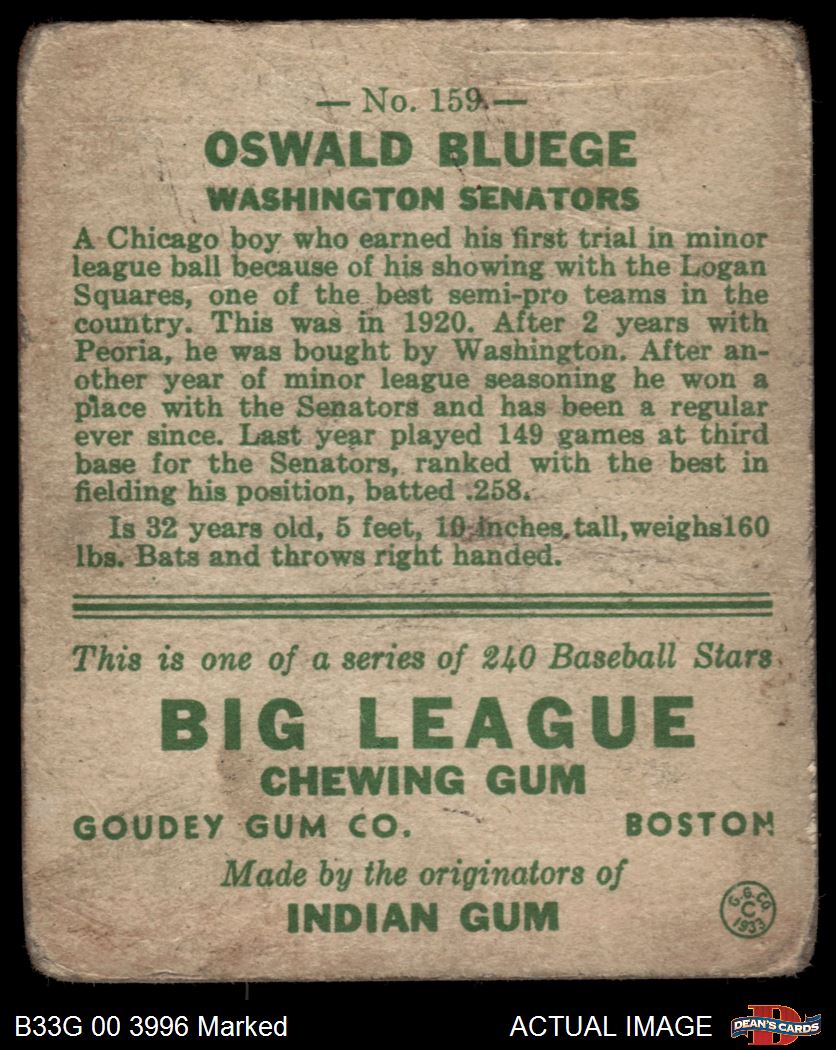 — No. 159 —
OSWALD BLUEGE
WASHINGTON SENATORS
A Chicago boy who earned his first trial in minor
league ball because of his showing with the Logan
Squares, one of the best semi-pro teams in the
country. This was in 1920. After 2 years with
Peoria, he was bought by Washington. After an-
other year of minor league seasoning he won a
place with the Senators and has been a regular
ever since. Last year played 149 games at third
base for the Senators, ranked with the best in
fielding his position, batted .258.
Is 32 years old, 5 feet, 10 inches tall, weighs 160
lbs. Bats and throws right handed.
This is one of a series of 240 Baseball Stars
BIG LEAGUE
CHEWING GUM
GOUDEY GUM CO. BOSTON
Made by the originators of
INDIAN GUM
G.G.CO
C
1933
B33G 00 3996 Marked ACTUAL IMAGE
D
DEAN'S CARDS